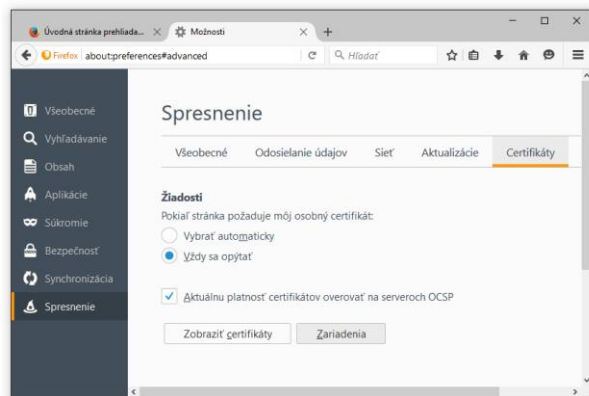 Úvodná stránka prehliada...
Možnosti
Firefox
about:preferences#advanced
Hľadať
Všeobecné
Vyhľadávanie
Obsah
Aplikácie
Súkromie
Bezpečnosť
Synchronizácia
Spresnenie
Spresnenie
Všeobecné Odosielanie údajov Sieť Aktualizácie Certifikáty
Žiadosti
Pokiaľ stránka požaduje môj osobný certifikát:
Vybrať automaticky
Vždy sa opýtať
Aktuálnu platnosť certifikátov overovať na serveroch OCSP
Zobraziť certifikáty Zariadenia